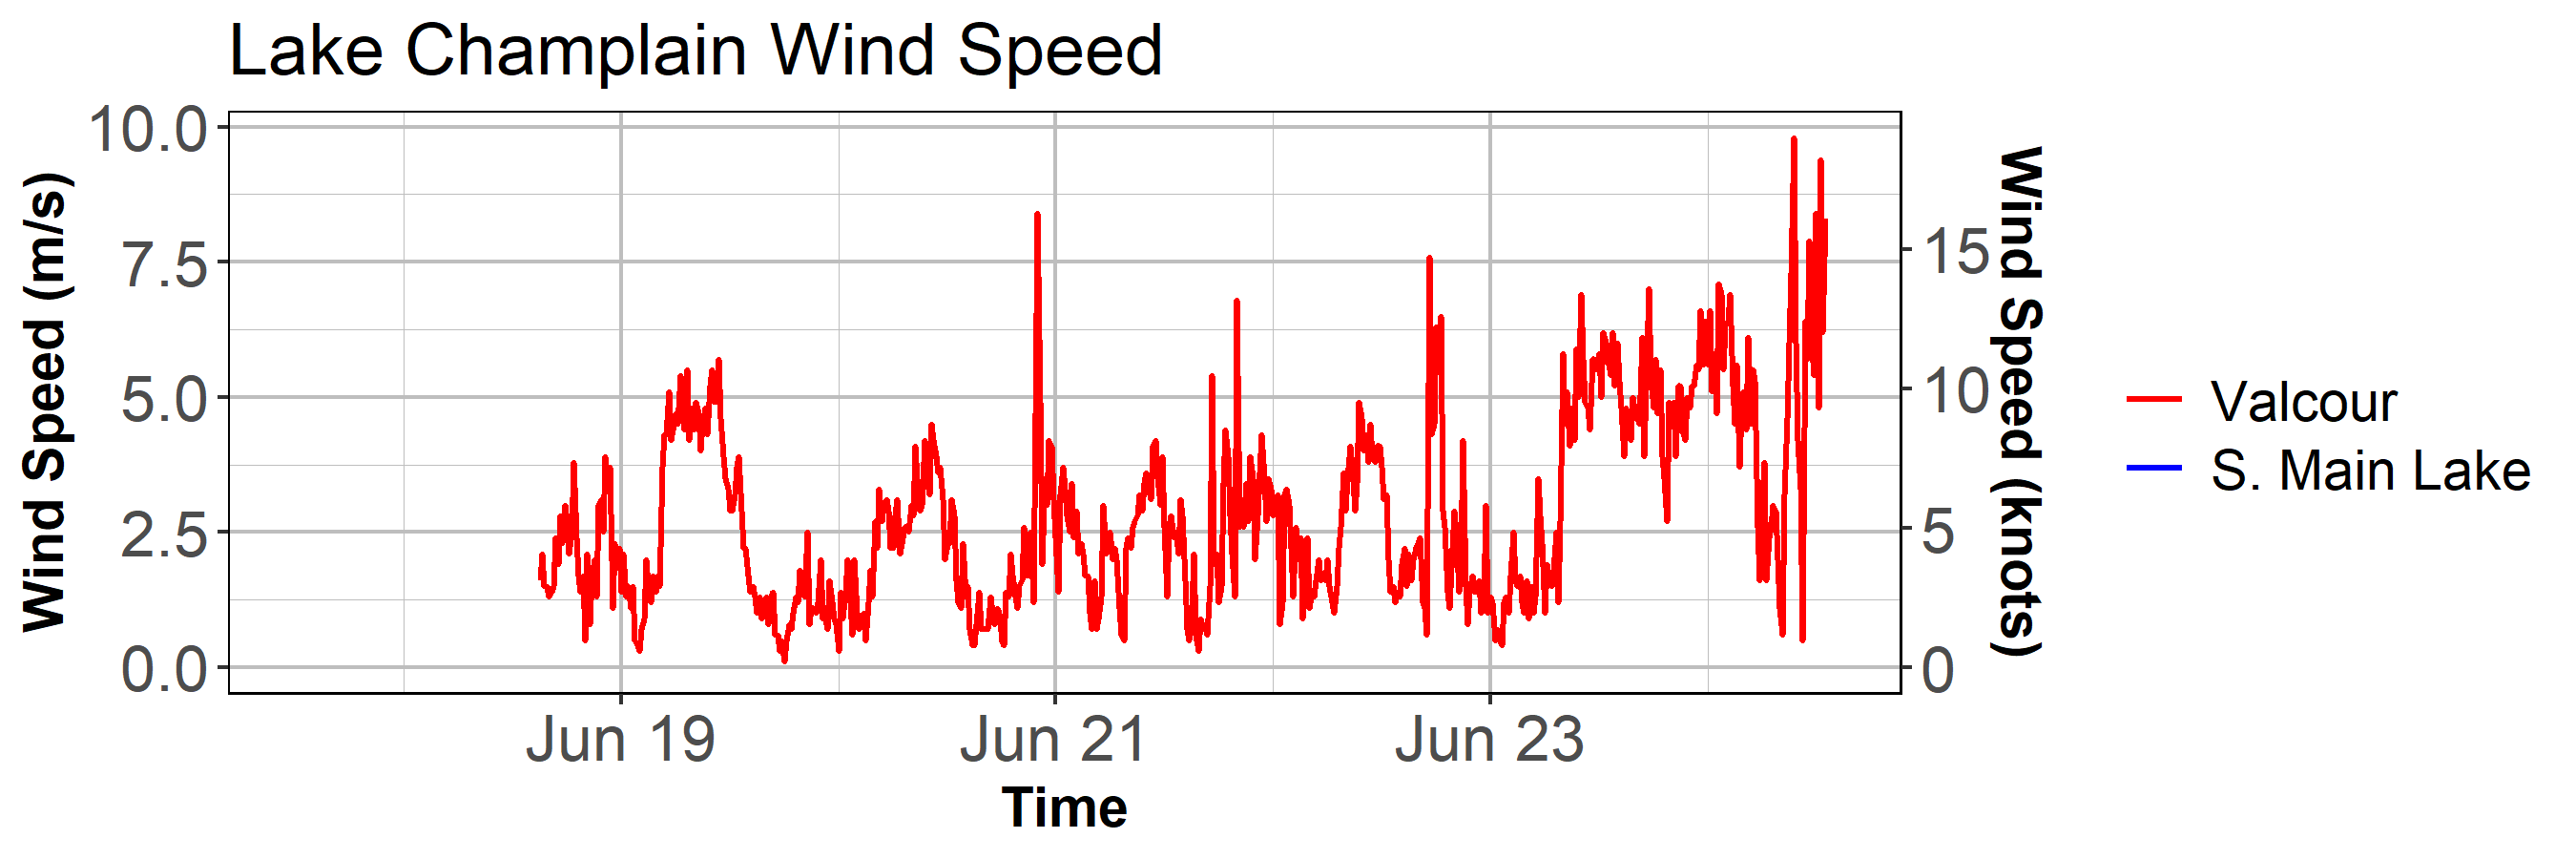 Lake Champlain Wind Speed
Wind Speed (m/s)
10.0
7.5
5.0
2.5
0.0
Jun 19
Jun 21
Jun 23
Time
15
10
5
0
Wind Speed (knots)
Valcour
S. Main Lake